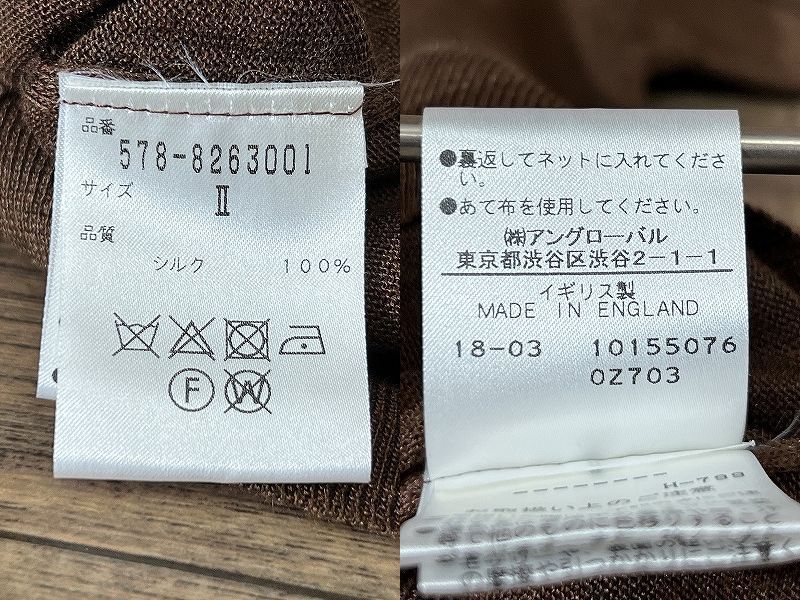 品番
578-8263001
サイズ
II
品質
シルク 100%
F
W
●裏返してネットに入れてくださ
い。
●あて布を使用してください。
㈱アングローバル
東京都渋谷区渋谷2-1-1
イギリス製
MADE IN ENGLAND
18-03 10155076
0Z703
H-799